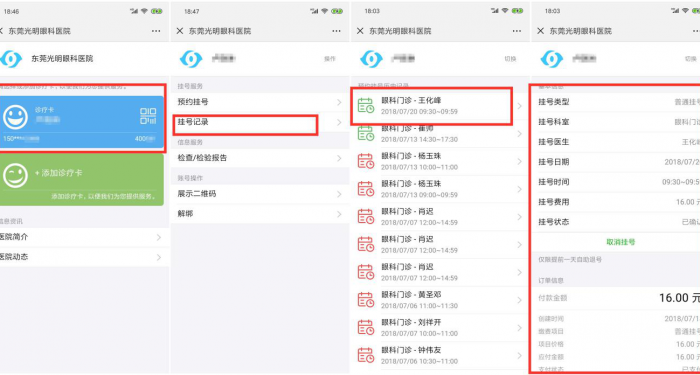 18:46
× 东莞光明眼科医院 ···
东莞光明眼科医院
诊疗卡
150****
400
+ 添加诊疗卡
添加诊疗卡，以便我们为您提供服务。
医院简介
医院动态
18:47
× 东莞光明眼科医院 ···
操作
挂号服务
预约挂号
挂号记录
信息服务
检查/检验报告
账号操作
展示二维码
解绑
18:03
× 东莞光明眼科医院 ···
切换
眼科门诊 - 王化峰
2018/07/20 09:30~09:59
眼科门诊 - 崔帅
2018/07/13 14:30~17:30
眼科门诊 - 杨玉珠
2018/07/13 10:00~11:00
眼科门诊 - 杨玉珠
2018/07/13 09:00~09:59
眼科门诊 - 肖迟
2018/07/07 12:00~14:59
眼科门诊 - 肖迟
2018/07/07 12:00~14:59
眼科门诊 - 肖迟
2018/07/07 12:00~14:59
眼科门诊 - 黄圣邓
2018/07/06 11:00~11:30
眼科门诊 - 刘祥开
2018/07/07 10:00~11:00
眼科门诊 - 钟伟友
2018/07/06 10:30~11:00
18:03
× 东莞光明眼科医院
切换
挂号类型 普通挂号
挂号科室 眼科门诊
挂号医生 王化峰
挂号日期 2018/07/2
挂号时间 09:30~09:5
挂号费用 16.00 元
挂号状态 已确
取消挂号
仅限提前一天自助退号
订单信息
付款金额 16.00 元
创建时间 2018/07/1
缴费项目 普通挂
项目价格 16.00
应付金额 16.00
支付状态